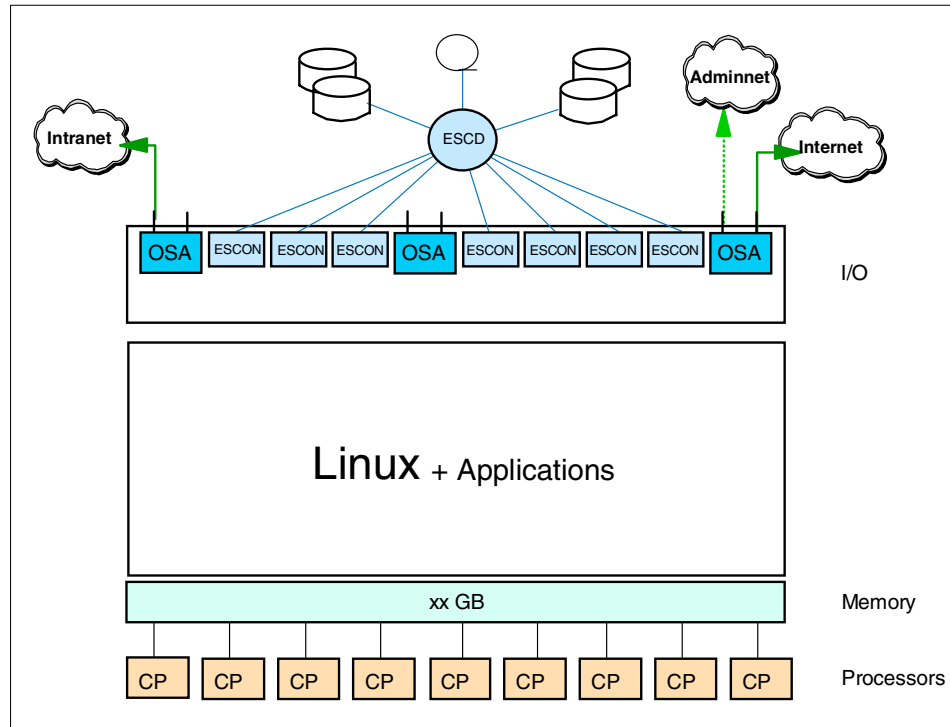 Adminnet
Intranet
ESCD
Internet
OSA
ESCON
ESCON
ESCON
OSA
ESCON
ESCON
ESCON
ESCON
OSA
I/O
Linux + Applications
xx GB
Memory
CP
CP
CP
CP
CP
CP
CP
CP
CP
Processors